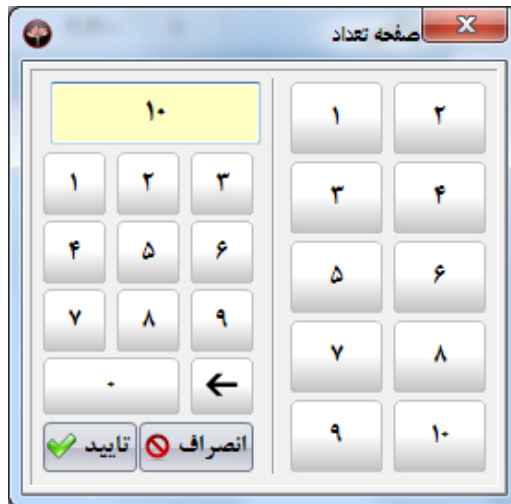 صفحه تعداد
۱۰
۱ ۲ ۳
۴ ۵ ۶
۷ ۸ ۹
۰ ←
تایید انصراف
۱ ۲
۳ ۴
۵ ۶
۷ ۸
۹ ۱۰